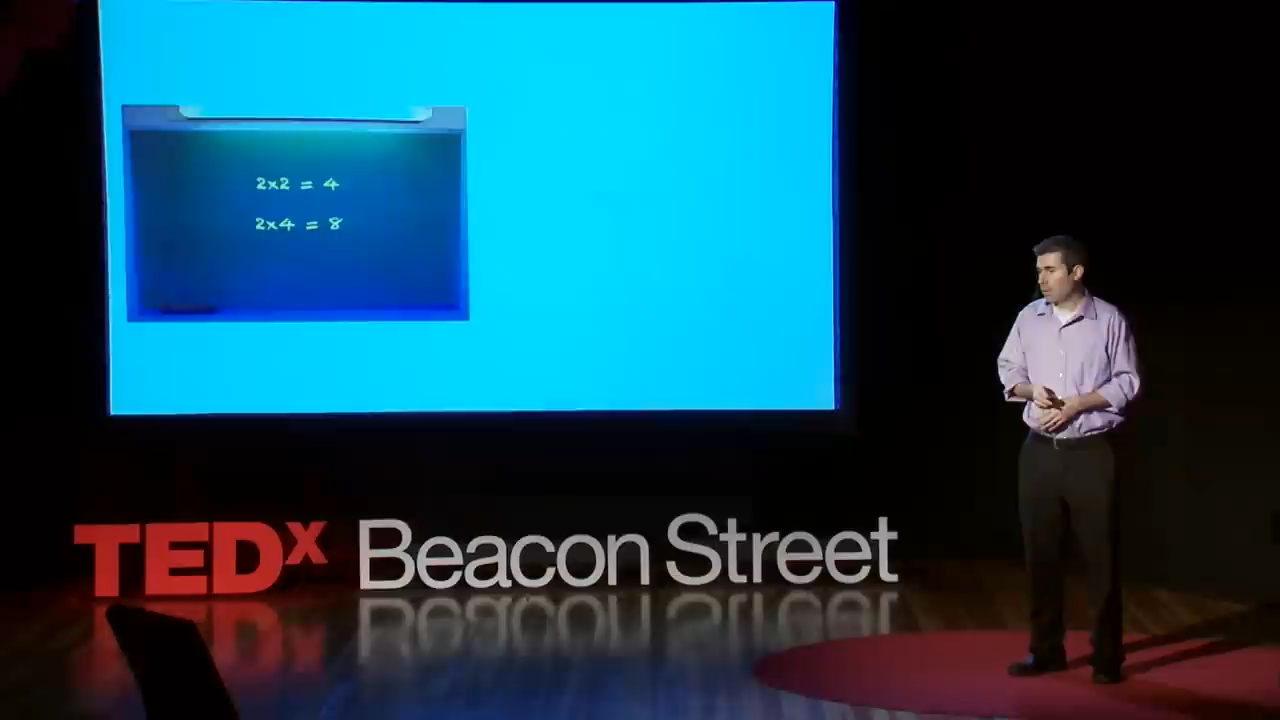 2x2 = 4
2x4 = 8
TEDx Beacon Street